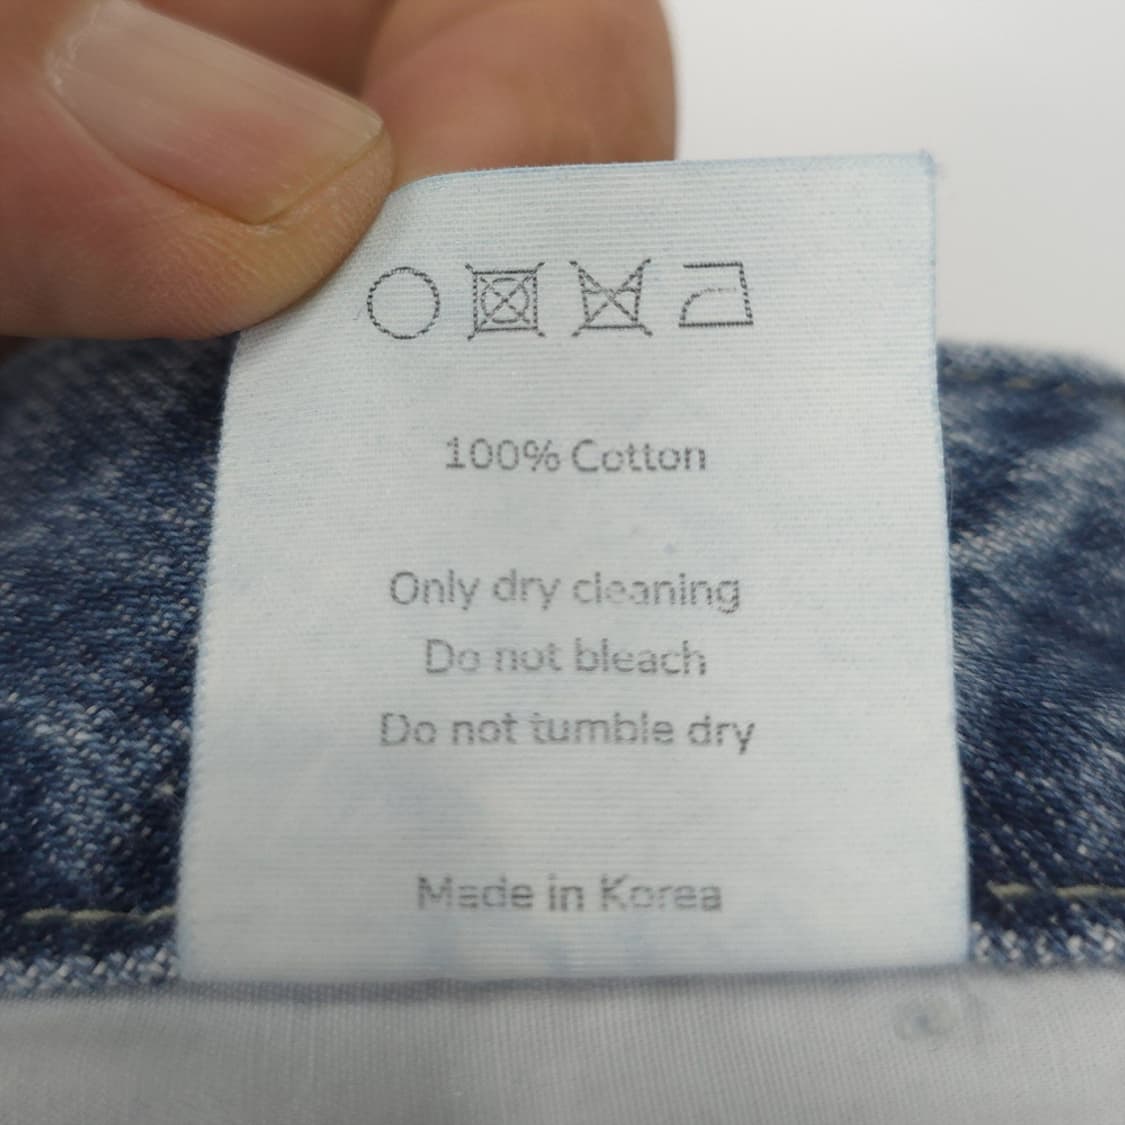 100% Cotton
Only dry cleaning
Do not bleach
Do not tumble dry
Made in Korea